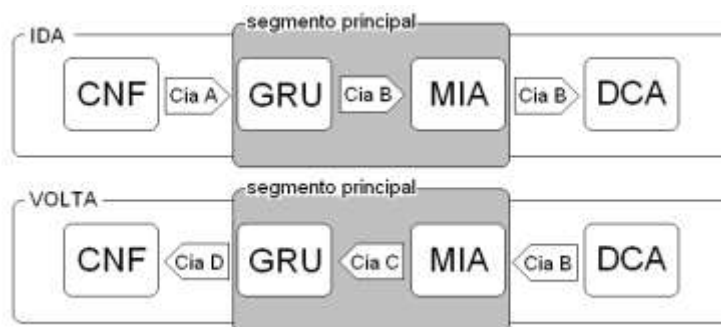 segmento principal
IDA
CNF Cia A GRU Cia B MIA Cia B DCA
segmento principal
VOLTA
CNF Cia D GRU Cia C MIA Cia B DCA